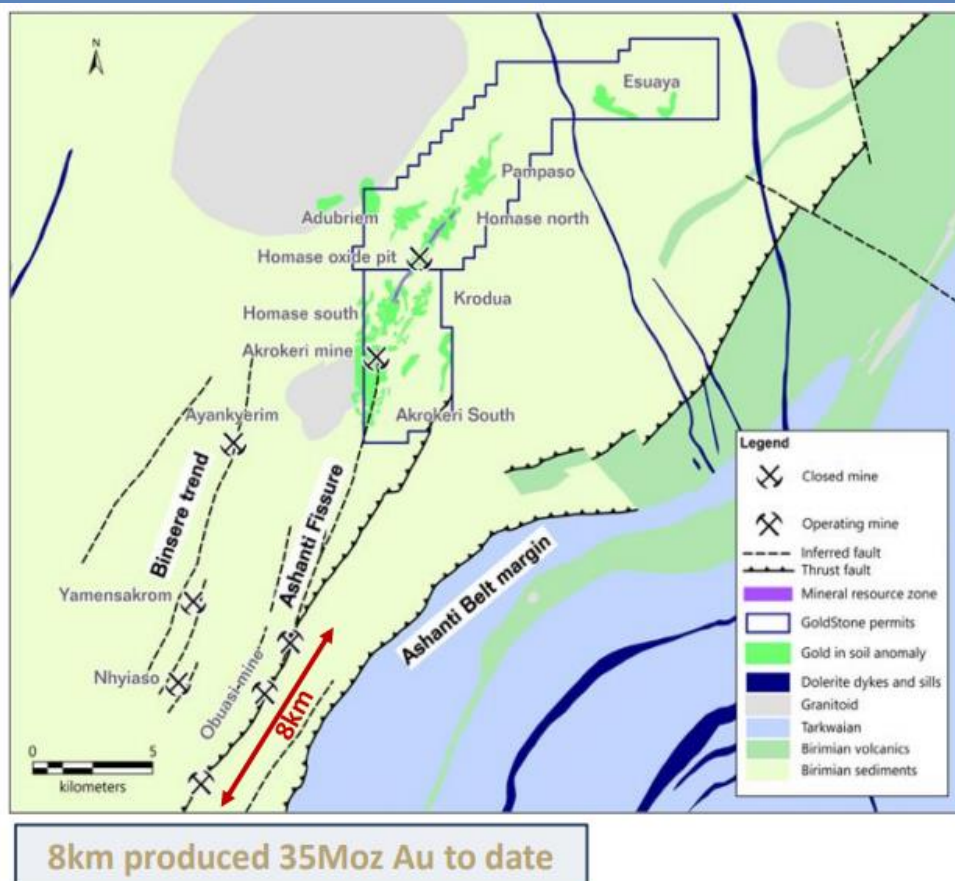 N
Esuaya
Pampaso
Adubriem
Homase north
Homase oxide pit
Krodua
Homase south
Akrokeri mine
Akrokeri South
Ayankyerim
Binsere trend
Ashanti Fissure
Yamensakrom
Ashanti Belt margin
Nhyiaso
Obuasi mine
8km
0 5
kilometers
Legend
Closed mine
Operating mine
Inferred fault
Thrust fault
Mineral resource zone
GoldStone permits
Gold in soil anomaly
Dolerite dykes and sills
Granitoid
Tarkwaian
Birimian volcanics
Birimian sediments
8km produced 35Moz Au to date